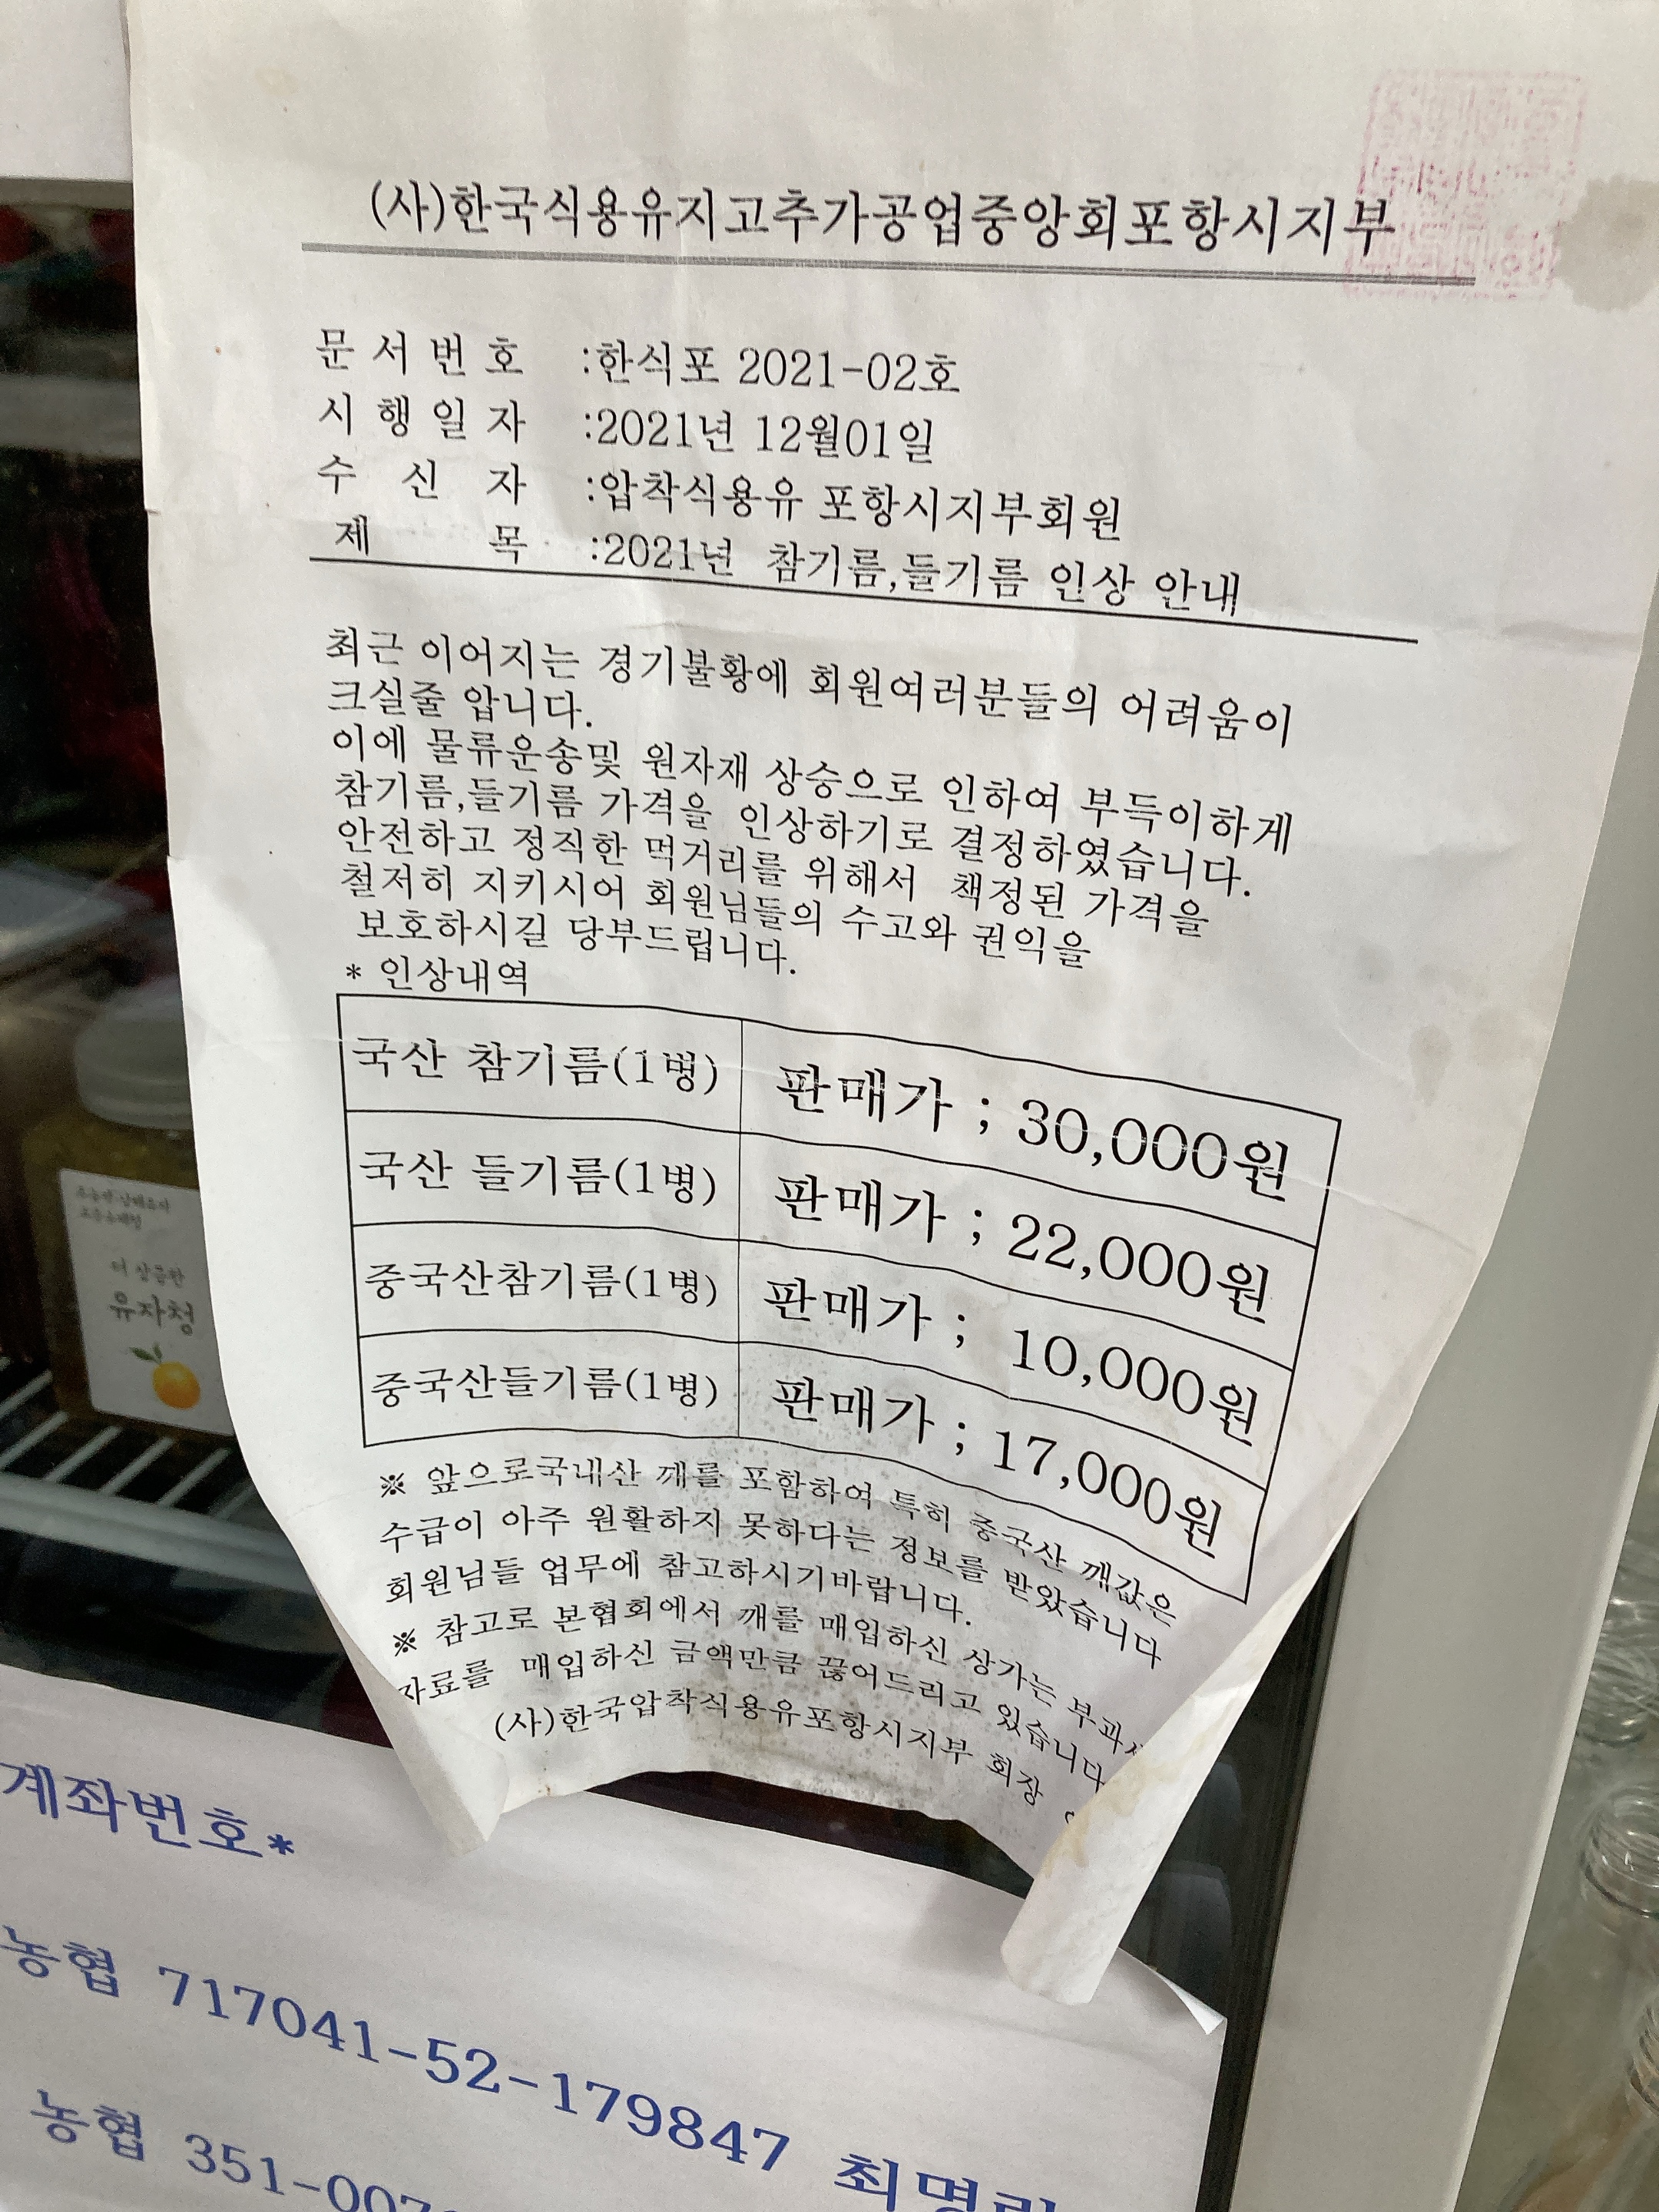 (사)한국식용유지고추가공업중앙회포항시지부
문서번호 :한식포 2021-02호
시행일자 :2021년 12월01일
수 신 자 :압착식용유 포항시지부회원
제 목 :2021년 참기름,들기름 인상 안내
최근 이어지는 경기불황에 회원여러분들의 어려움이
크실줄 압니다.
이에 물류운송및 원자재 상승으로 인하여 부득이하게
참기름,들기름 가격을 인상하기로 결정하였습니다.
안전하고 정직한 먹거리를 위해서 책정된 가격을
철저히 지키시어 회원님들의 수고와 권익을
보호하시길 당부드립니다.
* 인상내역
국산 참기름(1병) 판매가 ; 30,000원
국산 들기름(1병) 판매가 ; 22,000원
중국산참기름(1병) 판매가 ; 10,000원
중국산들기름(1병) 판매가 ; 17,000원
※ 앞으로국내산 깨를 포함하여 특히 중국산 깨값은
수급이 아주 원활하지 못하다는 정보를 받았습니다
회원님들 업무에 참고하시기바랍니다.
※ 참고로 본협회에서 깨를 매입하신 상가는 부과
자료를 매입하신 금액만큼 끊어드리고 있습니다
(사)한국압착식용유포항시지부 회장
더 상큼한
유자청
계좌번호*
농협 717041-52-179847 최명
농협 351-007